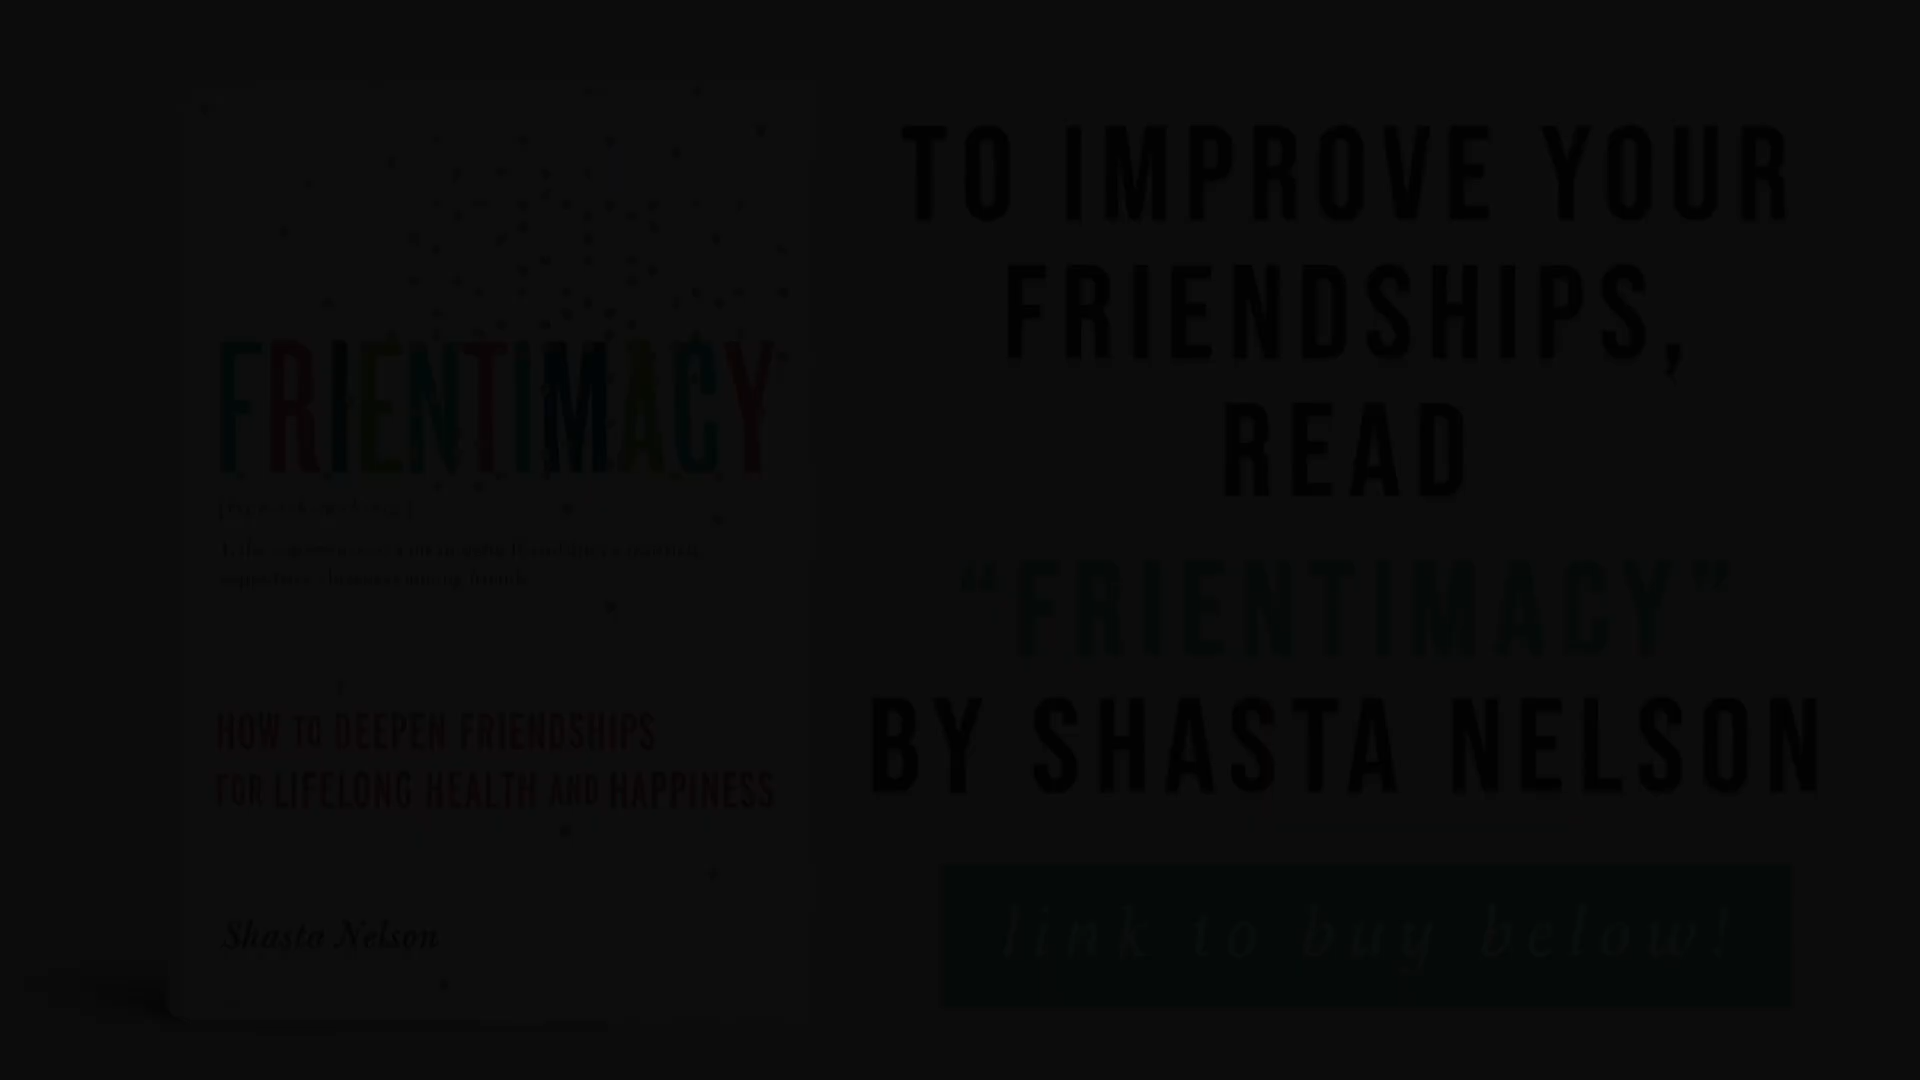 FRIENTIMACY
HOW TO DEEPEN FRIENDSHIPS
FOR LIFELONG HEALTH AND HAPPINESS
Shasta Nelson
TO IMPROVE YOUR
FRIENDSHIPS,
READ
“FRIENTIMACY”
BY SHASTA NELSON
link to buy below!